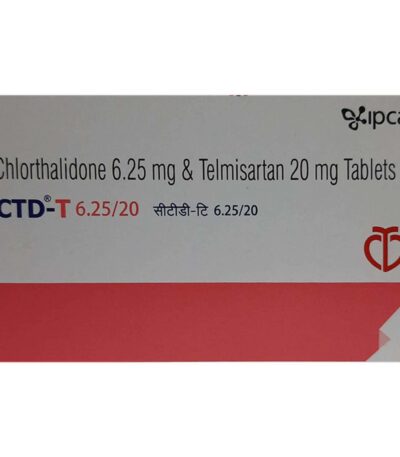 ipca
Chlorthalidone 6.25 mg & Telmisartan 20 mg Tablets
CTD®-T 6.25/20 सीटीडी-टि 6.25/20